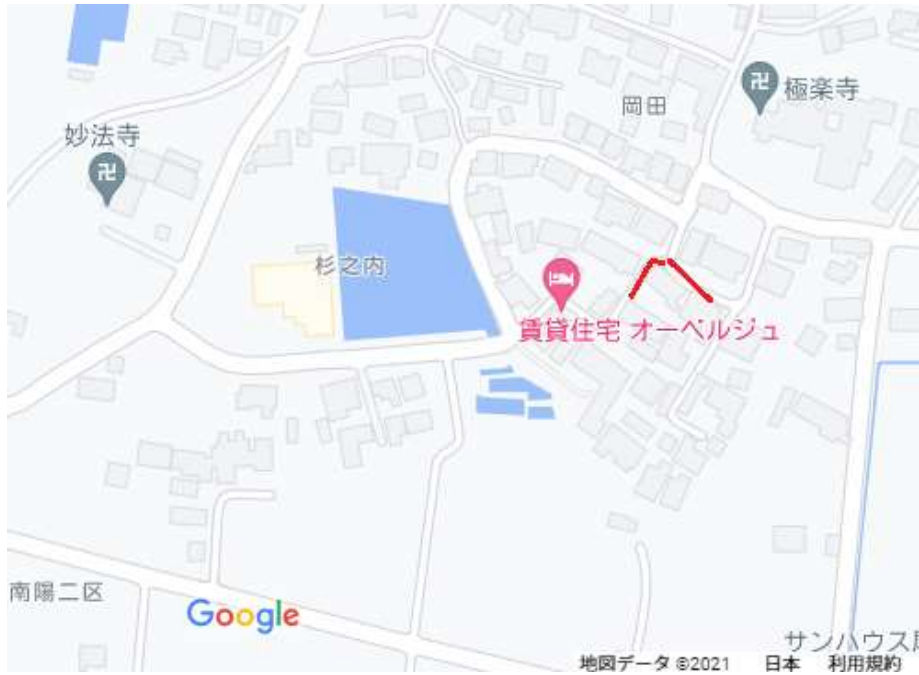 極楽寺
岡田
妙法寺
杉之内
賃貸住宅 オーベルジュ
南陽二区
Google
サンハウス
地図データ ©2021 日本 利用規約